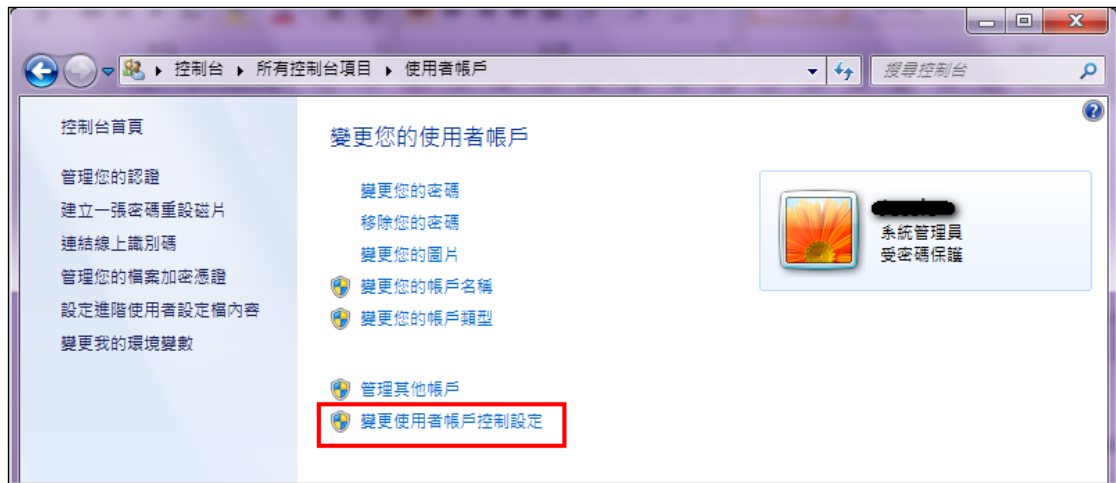 控制台 ▸ 所有控制台項目 ▸ 使用者帳戶
搜尋控制台
控制台首頁
管理您的認證
建立一張密碼重設磁片
連結線上識別碼
管理您的檔案加密憑證
設定進階使用者設定檔內容
變更我的環境變數
變更您的使用者帳戶
變更您的密碼
移除您的密碼
變更您的圖片
變更您的帳戶名稱
變更您的帳戶類型
管理其他帳戶
變更使用者帳戶控制設定
系統管理員
受密碼保護